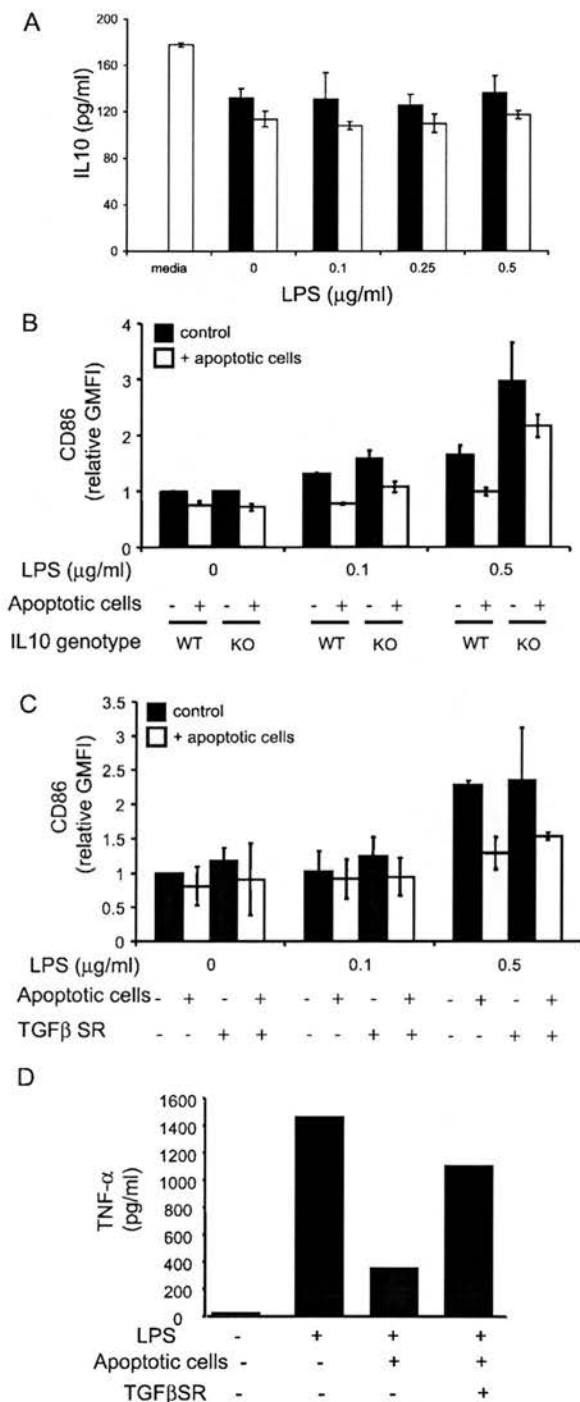 A
IL10 (pg/ml)
180
120
60
0
media
0
0.1
0.25
0.5
LPS (μg/ml)
B
control
+ apoptotic cells
CD86
(relative GMFI)
4
3
2
1
0
LPS (μg/ml)
0
0.1
0.5
Apoptotic cells - + - + - + - + - + - +
IL10 genotype WT KO WT KO WT KO
C
control
+ apoptotic cells
CD86
(relative GMFI)
3.5
3
2.5
2
1.5
1
0.5
0
LPS (μg/ml)
0
0.1
0.5
Apoptotic cells - + - + - + - + - + - +
TGFβ SR - - + + - - + + - - + +
D
TNF-α
(pg/ml)
1600
1400
1200
1000
800
600
400
200
0
LPS - + + +
Apoptotic cells - - + +
TGFβSR - - - +